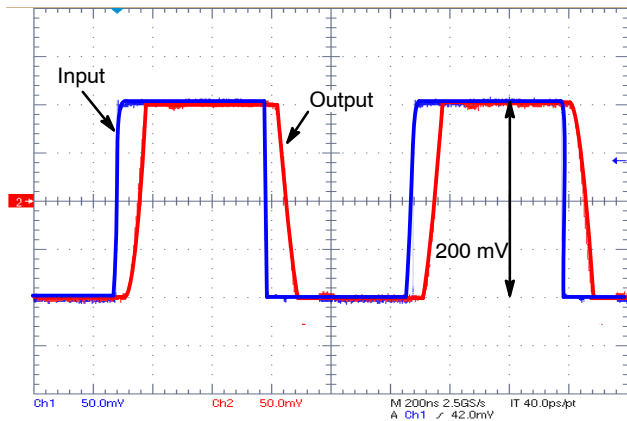 Input
Output
2
200 mV
Ch1 50.0mV Ch2 50.0mV M 200ns 2.5GS/s IT 40.0ps/pt
A Ch1 ⁄ 42.0mV